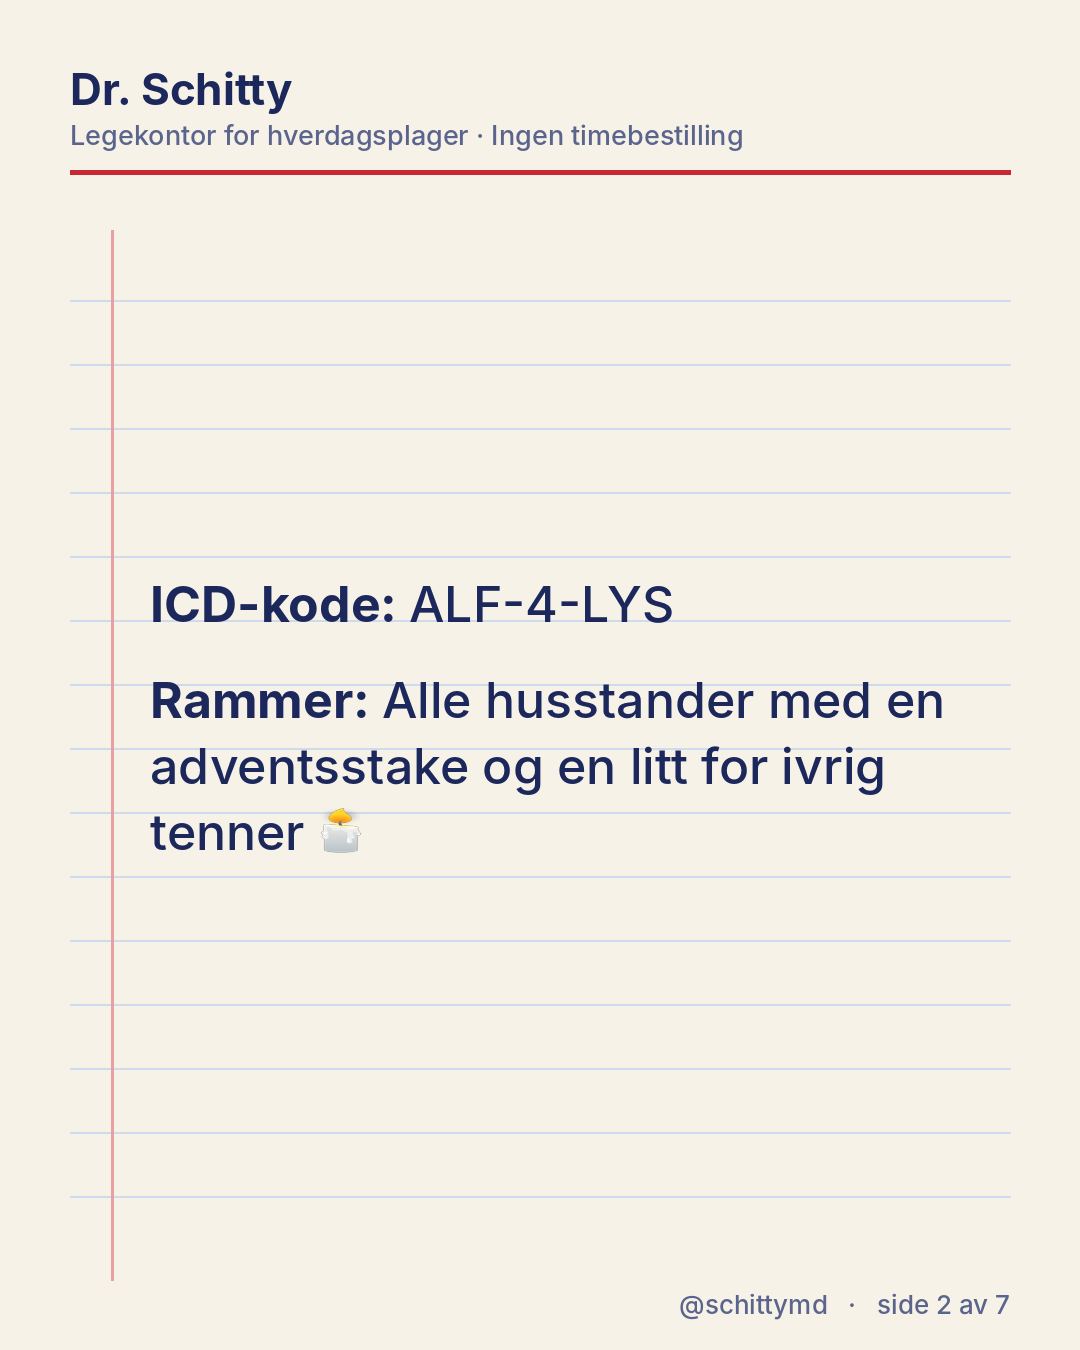 Dr. Schitty
Legekontor for hverdagsplager · Ingen timebestilling
ICD-kode: ALF-4-LYS
Rammer: Alle husstander med en
adventsstake og en litt for ivrig
tenner 🕯️
@schittymd · side 2 av 7